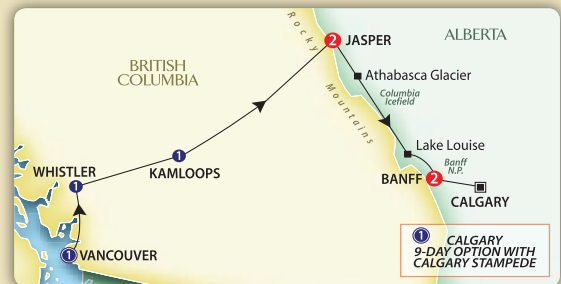 Rocky
Mountains
BRITISH
COLUMBIA
ALBERTA
2 JASPER
Athabasca Glacier
Columbia
Icefield
Lake Louise
Banff
N.P.
BANFF 2
CALGARY
1
KAMLOOPS
WHISTLER
1
1 VANCOUVER
1 CALGARY
9-DAY OPTION WITH
CALGARY STAMPEDE